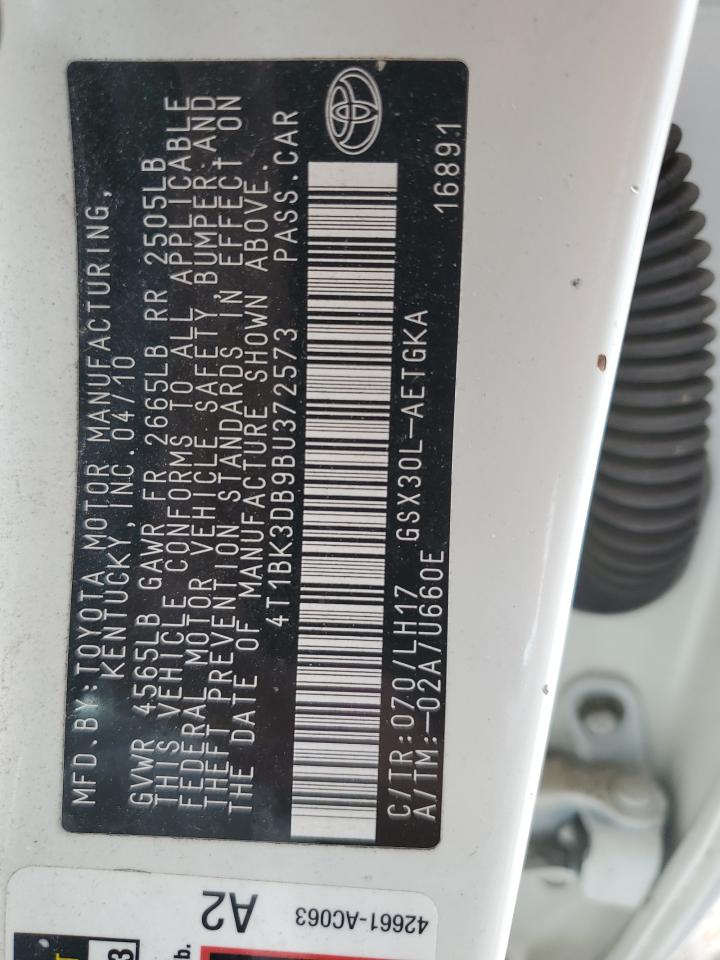 MFD.BY:TOYOTA MOTOR MANUFACTURING,
KENTUCKY,INC.04/10
GVWR 4565LB GAWR FR 2665LB RR 2505LB
THIS VEHICLE CONFORMS TO ALL APPLICABLE
FEDERAL MOTOR VEHICLE SAFETY,BUMPER,AND
THEFT PREVENTION STANDARDS IN EFFECT ON
THE DATE OF MANUFACTURE SHOWN ABOVE.
4T1BK3DB9BU372573 PASS.CAR
C/TR:070/LH17 GSX30L-AETGKA 16891
A/TM:-02A/U660E
A2
42661-AC063